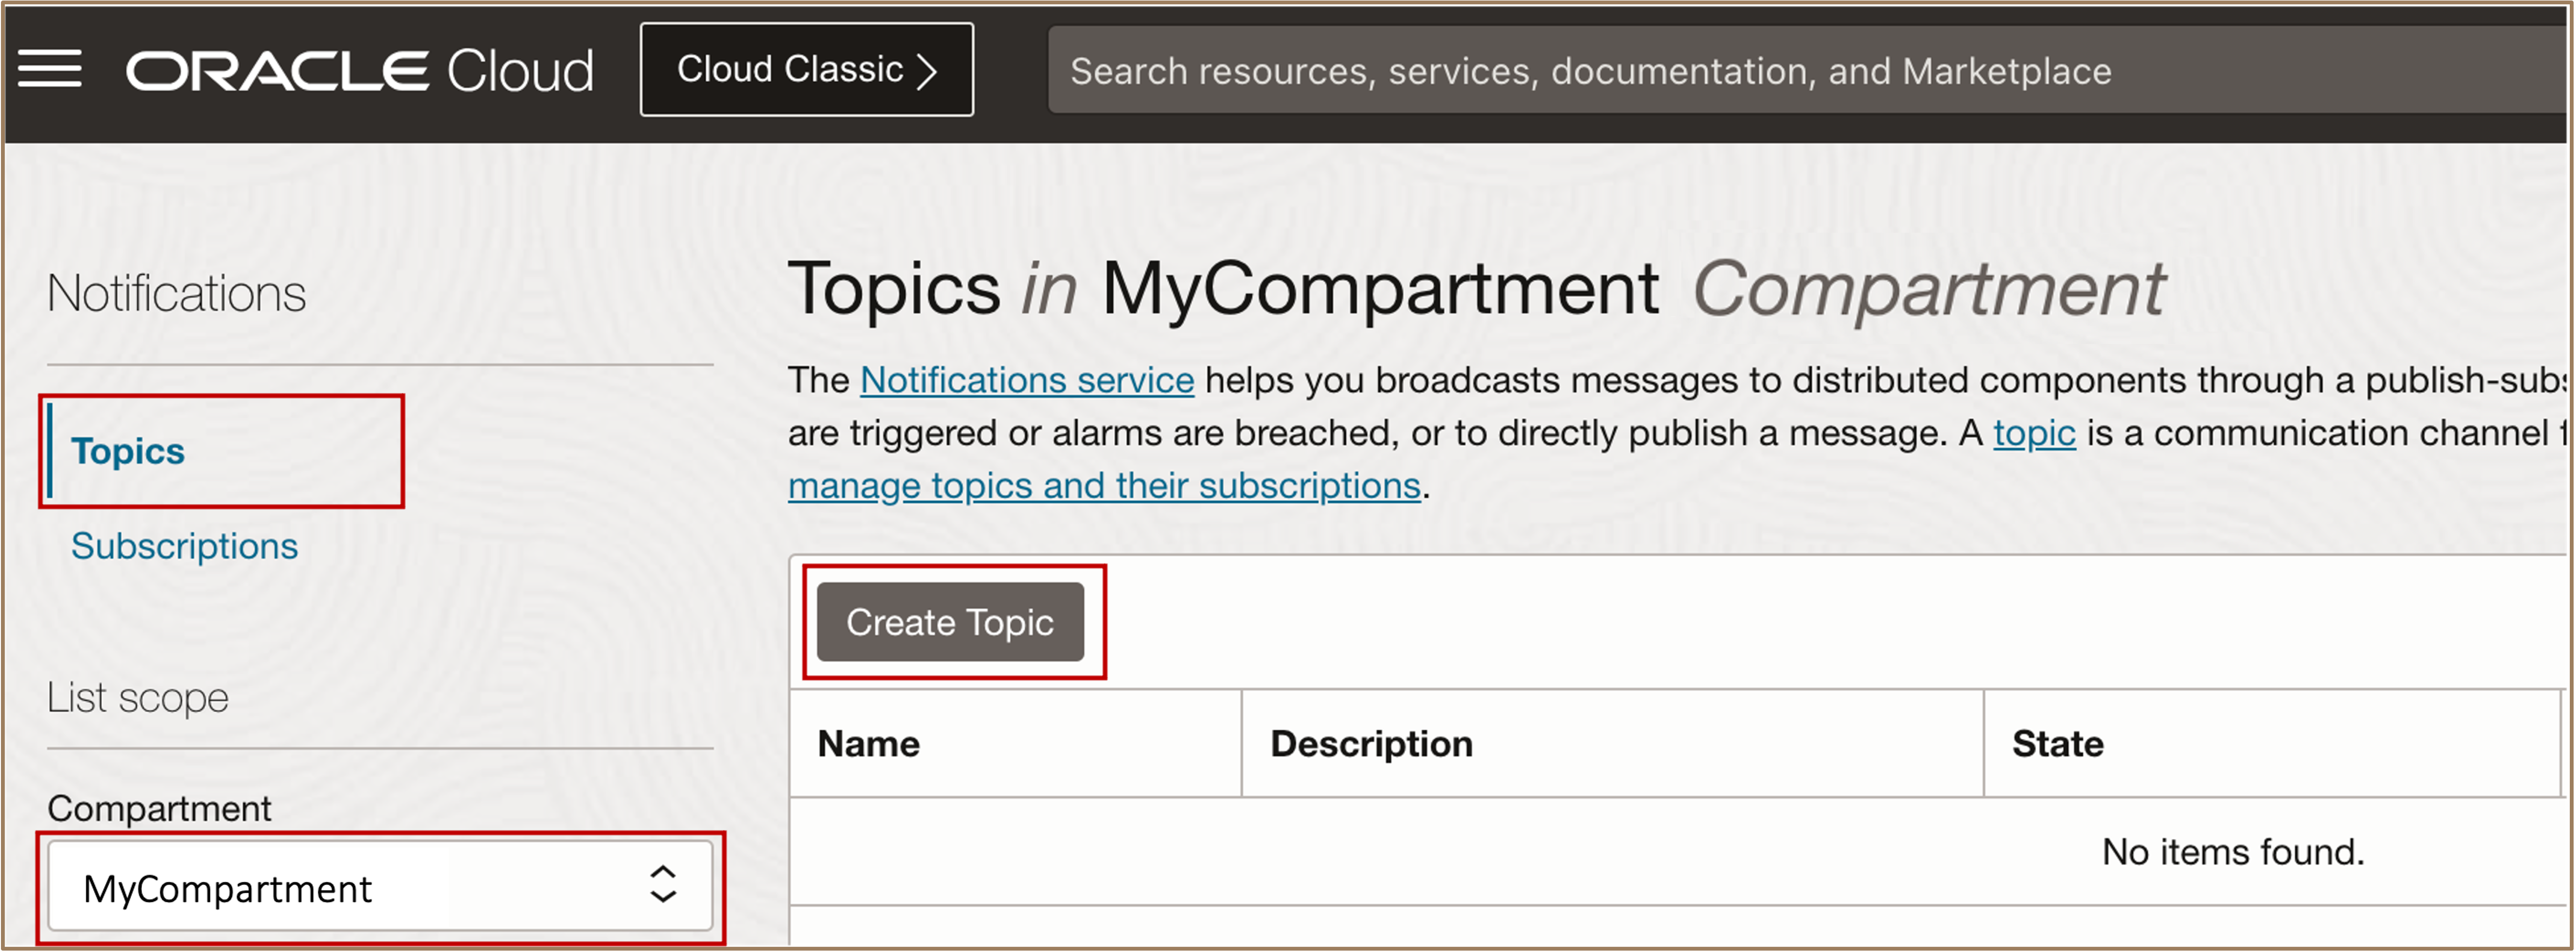 ORACLE Cloud
Cloud Classic
Search resources, services, documentation, and Marketplace
Notifications
Topics
Subscriptions
List scope
Compartment
MyCompartment
Topics in MyCompartment Compartment
The Notifications service helps you broadcasts messages to distributed components through a publish-subs
are triggered or alarms are breached, or to directly publish a message. A topic is a communication channel
manage topics and their subscriptions.
Create Topic
Name Description State
No items found.